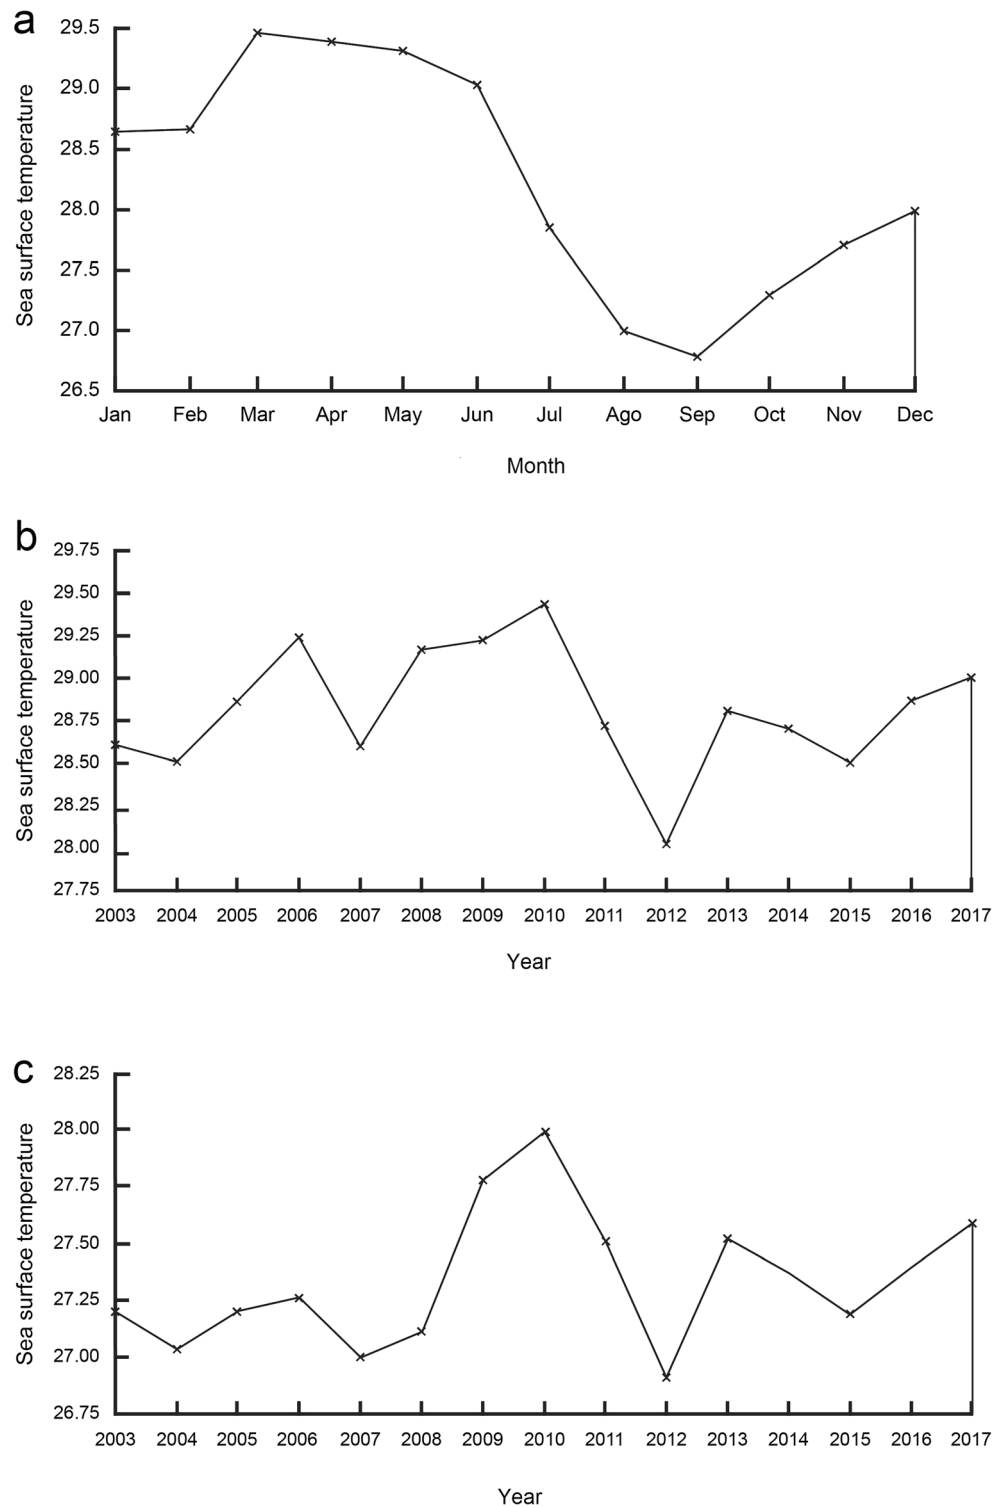 a
29.5
29.0
28.5
28.0
27.5
27.0
26.5
Sea surface temperature
Jan Feb Mar Apr May Jun Jul Ago Sep Oct Nov Dec
Month
b
29.75
29.50
29.25
29.00
28.75
28.50
28.25
28.00
27.75
Sea surface temperature
2003 2004 2005 2006 2007 2008 2009 2010 2011 2012 2013 2014 2015 2016 2017
Year
c
28.25
28.00
27.75
27.50
27.25
27.00
26.75
Sea surface temperature
2003 2004 2005 2006 2007 2008 2009 2010 2011 2012 2013 2014 2015 2016 2017
Year